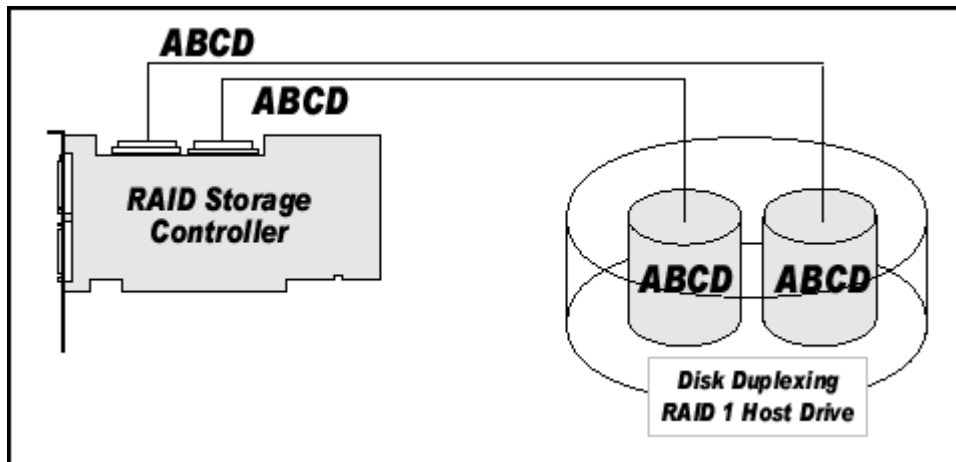 ABCD
ABCD
RAID Storage
Controller
ABCD
ABCD
Disk Duplexing
RAID 1 Host Drive